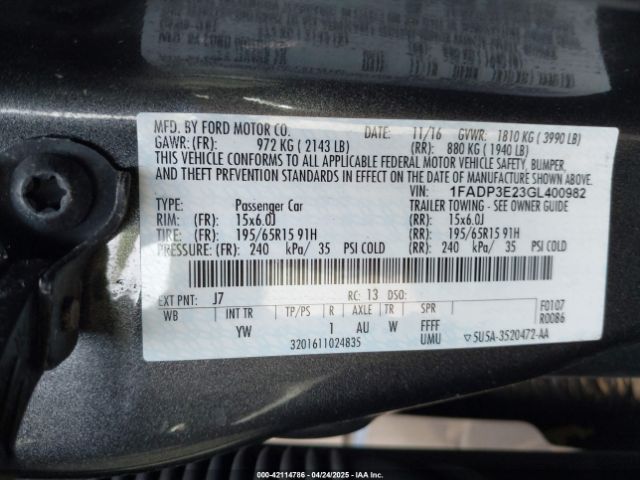 MFD. BY FORD MOTOR CO. DATE: 11/16 GVWR: 1810 KG ( 3990 LB)
GAWR: (FR): 972 KG ( 2143 LB) (RR): 880 KG ( 1940 LB)
THIS VEHICLE CONFORMS TO ALL APPLICABLE FEDERAL MOTOR VEHICLE SAFETY, BUMPER,
AND THEFT PREVENTION STANDARDS IN EFFECT ON THE DATE OF MANUFACTURE SHOWN ABOVE.
VIN: 1FADP3E23GL400982
TYPE: Passenger Car TRAILER TOWING - SEE OWNER GUIDE
RIM: (FR): 15x6.0J (RR): 15x6.0J
TIRE: (FR): 195/65R15 91H (RR): 195/65R15 91H
PRESSURE: (FR): 240 kPa/ 35 PSI COLD (RR): 240 kPa/ 35 PSI COLD
EXT PNT: J7 RC: 13 DSO: F0107
WB INT TR TP/PS R AXLE TR SPR R0086
YW 1 AU W FFFF
3201611024835 UMU ▽5U5A-3520472-AA
000-42114786 - 04/24/2025 - IAAI.COM